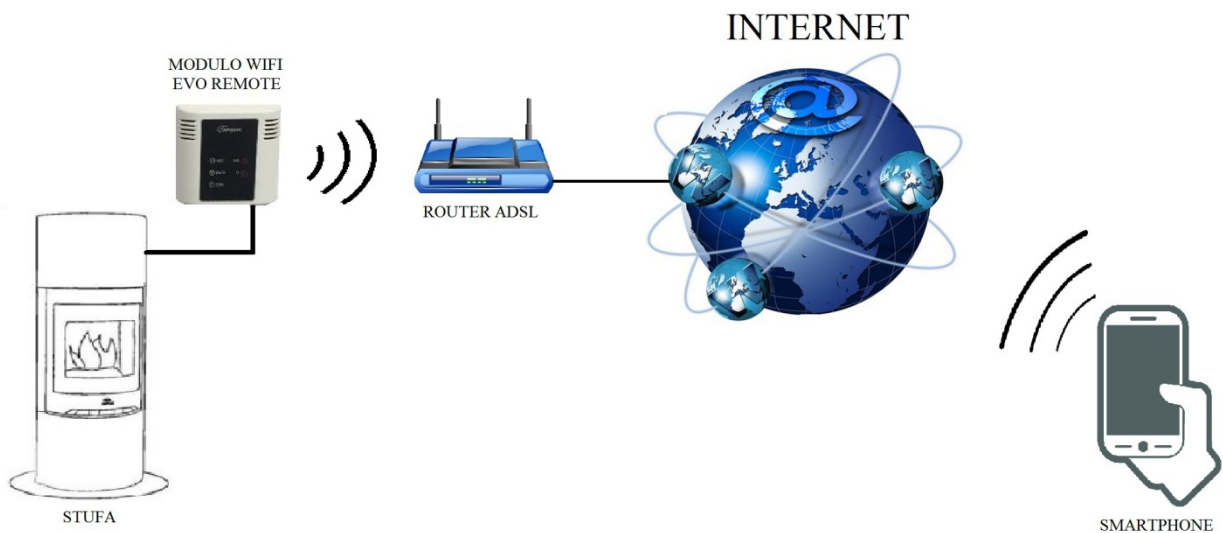 INTERNET
MODULO WIFI
EVO REMOTE
ROUTER ADSL
@
STUFA
SMARTPHONE